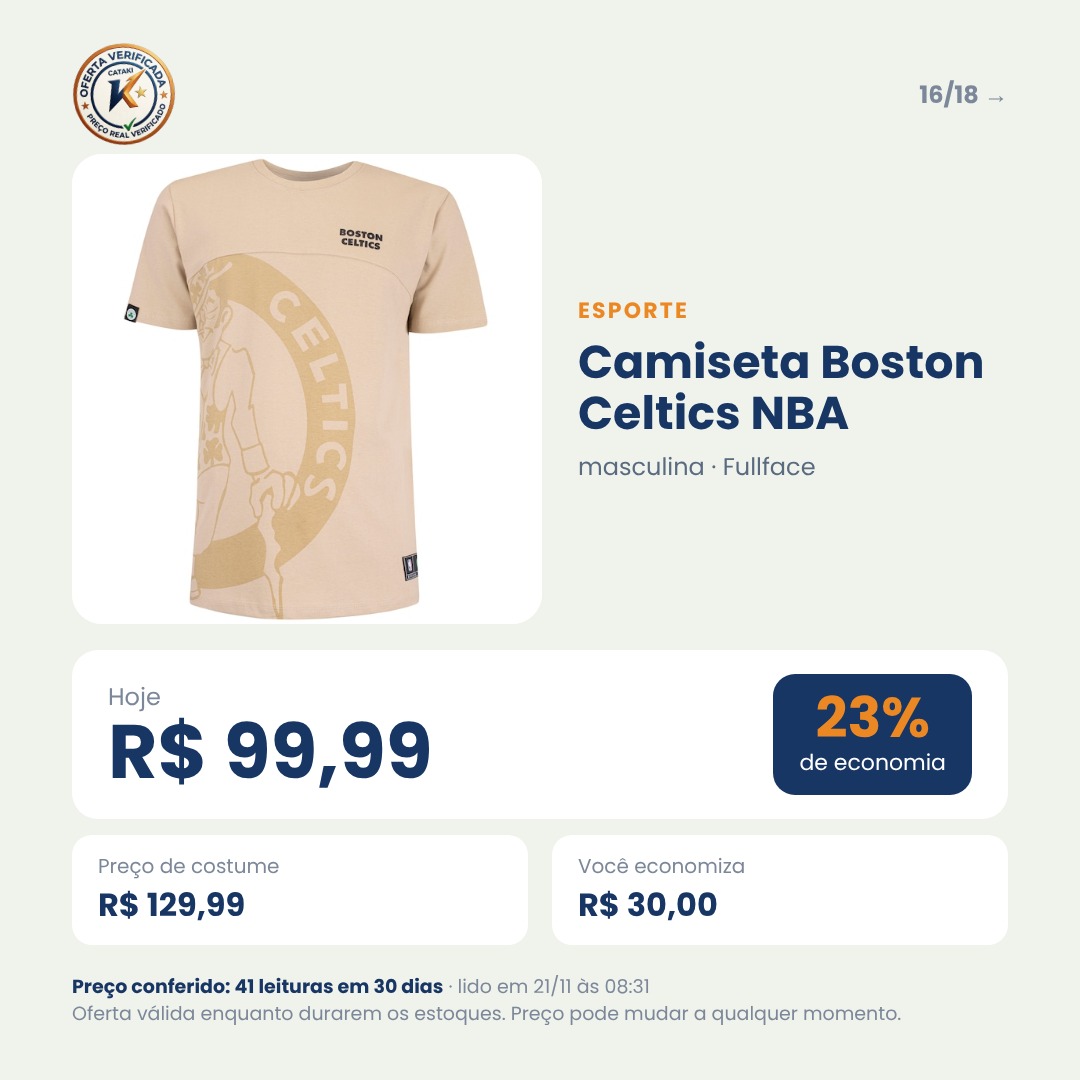 OFERTA VERIFICADA
CATAKI
K
PREÇO REAL VERIFICADO
16/18 →
BOSTON
CELTICS
CELTICS
ESPORTE
Camiseta Boston
Celtics NBA
masculina · Fullface
Hoje
R$ 99,99
23%
de economia
Preço de costume
R$ 129,99
Você economiza
R$ 30,00
Preço conferido: 41 leituras em 30 dias · lido em 21/11 às 08:31
Oferta válida enquanto durarem os estoques. Preço pode mudar a qualquer momento.